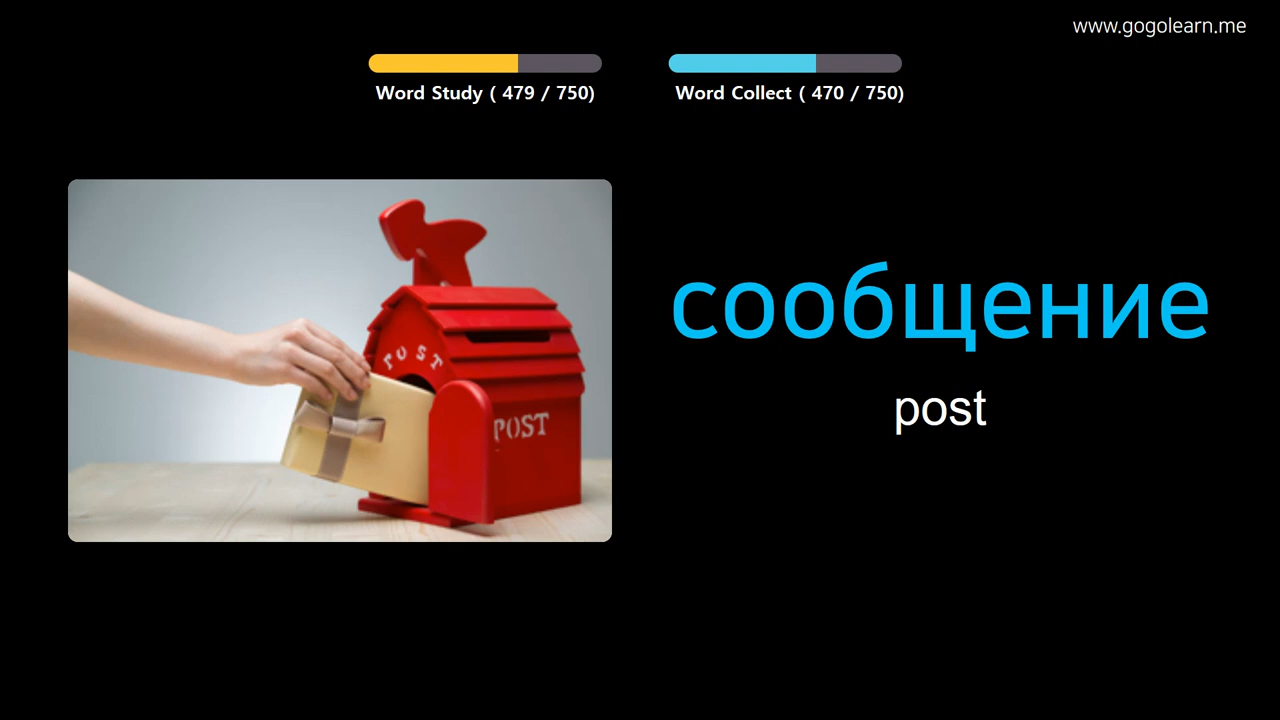 www.gogolearn.me
Word Study ( 479 / 750)
Word Collect ( 470 / 750)
сообщение
post
POST
POST